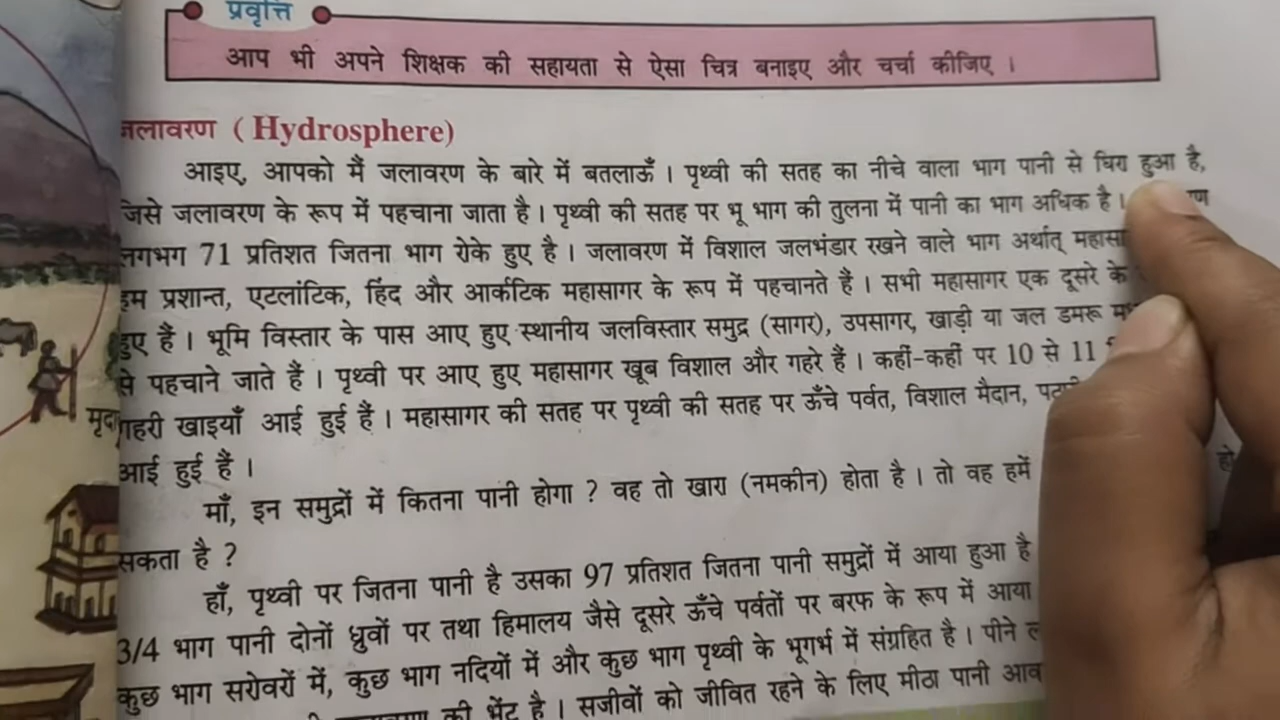 प्रवृत्ति
आप भी अपने शिक्षक की सहायता से ऐसा चित्र बनाइए और चर्चा कीजिए ।
जलावरण ( Hydrosphere)
आइए, आपको मैं जलावरण के बारे में बतलाऊँ । पृथ्वी की सतह का नीचे वाला भाग पानी से घिरा हुआ है,
जिसे जलावरण के रूप में पहचाना जाता है । पृथ्वी की सतह पर भू भाग की तुलना में पानी का भाग अधिक है ।
लगभग 71 प्रतिशत जितना भाग रोके हुए है । जलावरण में विशाल जलभंडार रखने वाले भाग अर्थात्
हम प्रशान्त, एटलांटिक, हिंद और आर्कटिक महासागर के रूप में पहचानते हैं । सभी महासागर एक दूसरे के
हुए हैं । भूमि विस्तार के पास आए हुए स्थानीय जलविस्तार समुद्र (सागर), उपसागर, खाड़ी या जल डमरू
से पहचाने जाते हैं । पृथ्वी पर आए हुए महासागर खूब विशाल और गहरे हैं । कहीं-कहीं पर 10 से 11
गहरी खाइयाँ आई हुई हैं । महासागर की सतह पर पृथ्वी की सतह पर ऊँचे पर्वत, विशाल मैदान,
आई हुई हैं ।
माँ, इन समुद्रों में कितना पानी होगा ? वह तो खारा (नमकीन) होता है । तो वह हमें
सकता है ?
हाँ, पृथ्वी पर जितना पानी है उसका 97 प्रतिशत जितना पानी समुद्रों में आया हुआ है
3/4 भाग पानी दोनों ध्रुवों पर तथा हिमालय जैसे दूसरे ऊँचे पर्वतों पर बरफ के रूप में आया
कुछ भाग सरोवरों में, कुछ भाग नदियों में और कुछ भाग पृथ्वी के भूगर्भ में संग्रहित है । पीने
की भेंट है । सजीवों को जीवित रहने के लिए मीठा पानी